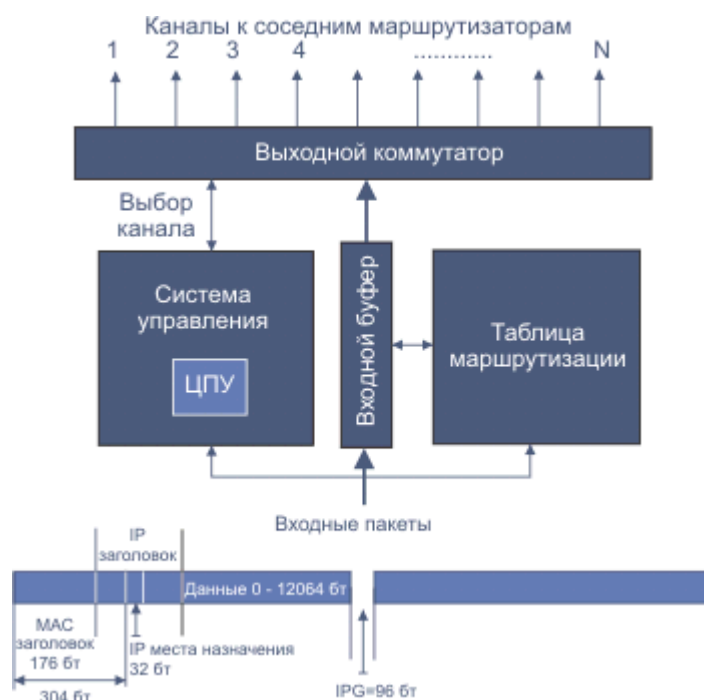 Каналы к соседним маршрутизаторам
1 2 3 4 ............ N
Выходной коммутатор
Выбор
канала
Система
управления
ЦПУ
Входной буфер
Таблица
маршрутизации
Входные пакеты
IP
заголовок
Данные 0 - 12064 бт
MAC
заголовок
176 бт
IP места назначения
32 бт
304 бт
IPG=96 бт